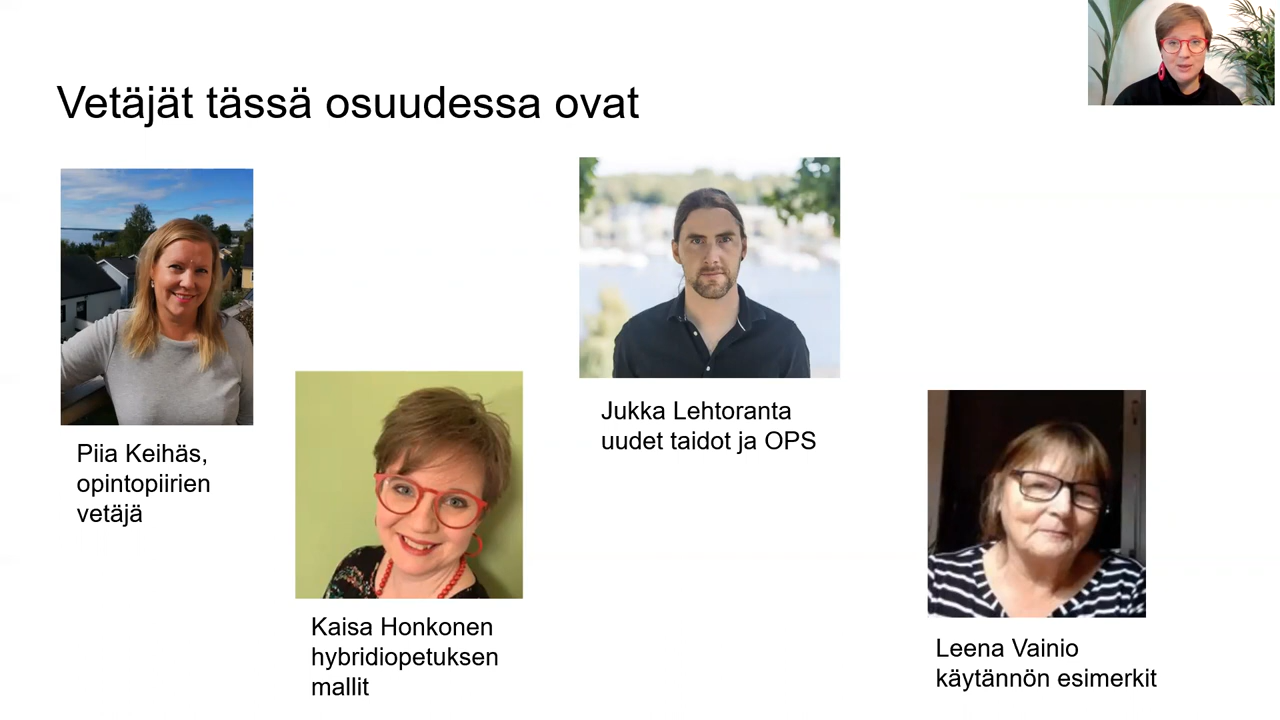 Vetäjät tässä osuudessa ovat
Piia Keihäs,
opintopiirien
vetäjä
Kaisa Honkonen
hybridiopetuksen
mallit
Jukka Lehtoranta
uudet taidot ja OPS
Leena Vainio
käytännön esimerkit